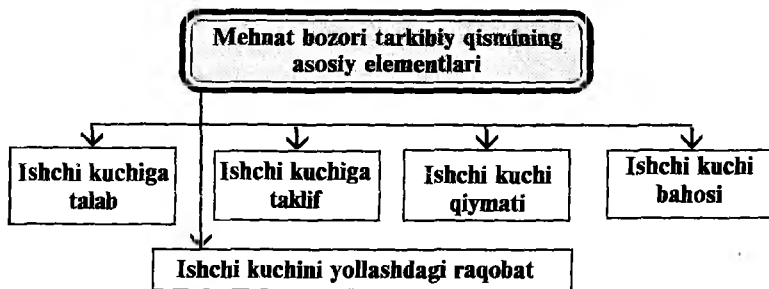 Mehnat bozori tarkibiy qismining
asosiy elementlari
Ishchi kuchiga
talab
Ishchi kuchiga
taklif
Ishchi kuchi
qiymati
Ishchi kuchi
bahosi
Ishchi kuchini yollashdagi raqobat